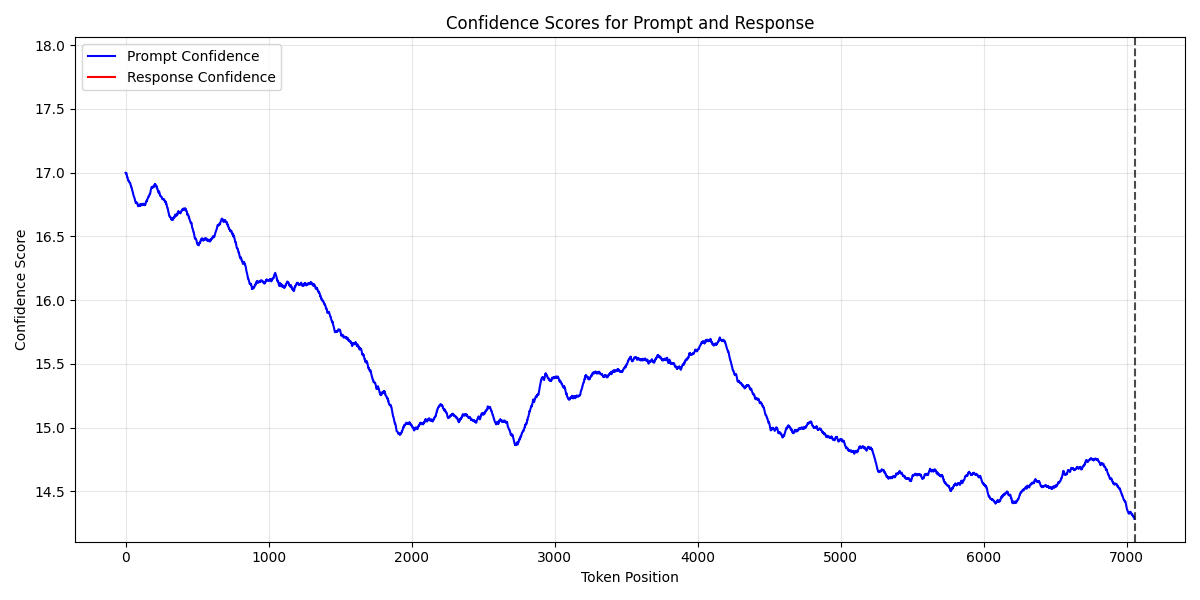 Confidence Scores for Prompt and Response
Prompt Confidence
Response Confidence
Confidence Score
18.0
17.5
17.0
16.5
16.0
15.5
15.0
14.5
0 1000 2000 3000 4000 5000 6000 7000
Token Position